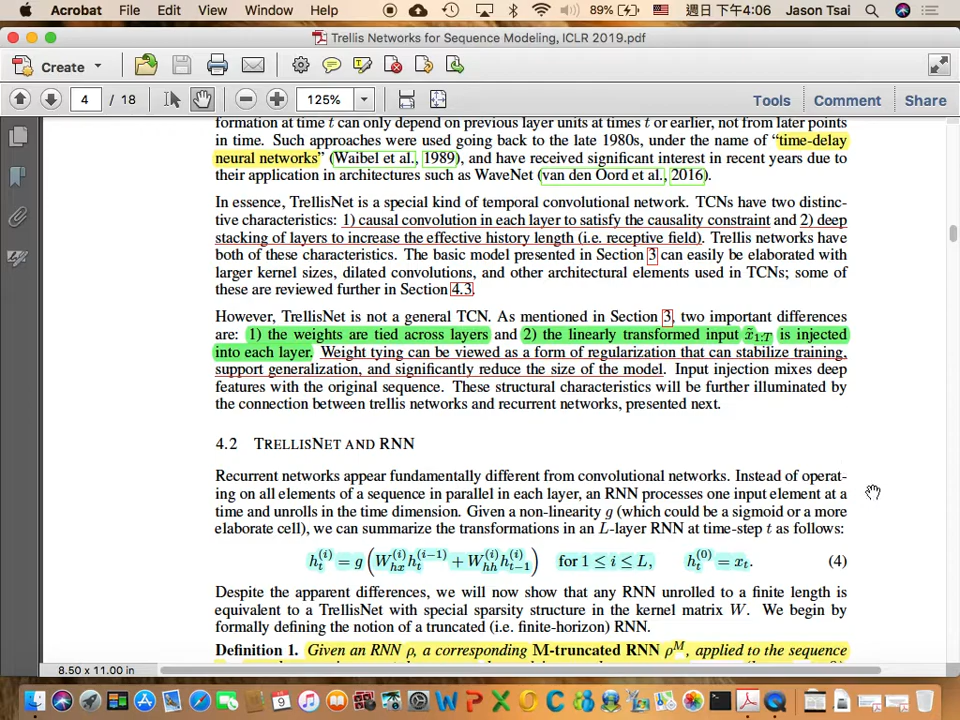 Acrobat File Edit View Window Help 89% 週日 下午4:06 Jason Tsai
Trellis Networks for Sequence Modeling, ICLR 2019.pdf
Create
4 / 18 125% Tools Comment Share
formation at time t can only depend on previous layer units at times t or earlier, not from later points
in time. Such approaches were used going back to the late 1980s, under the name of “time-delay
neural networks” (Waibel et al., 1989), and have received significant interest in recent years due to
their application in architectures such as WaveNet (van den Oord et al., 2016).
In essence, TrellisNet is a special kind of temporal convolutional network. TCNs have two distinc-
tive characteristics: 1) causal convolution in each layer to satisfy the causality constraint and 2) deep
stacking of layers to increase the effective history length (i.e. receptive field). Trellis networks have
both of these characteristics. The basic model presented in Section 3 can easily be elaborated with
larger kernel sizes, dilated convolutions, and other architectural elements used in TCNs; some of
these are reviewed further in Section 4.3.
However, TrellisNet is not a general TCN. As mentioned in Section 3, two important differences
are: 1) the weights are tied across layers and 2) the linearly transformed input x̃₁:T is injected
into each layer. Weight tying can be viewed as a form of regularization that can stabilize training,
support generalization, and significantly reduce the size of the model. Input injection mixes deep
features with the original sequence. These structural characteristics will be further illuminated by
the connection between trellis networks and recurrent networks, presented next.
4.2 TRELLISNET AND RNN
Recurrent networks appear fundamentally different from convolutional networks. Instead of operat-
ing on all elements of a sequence in parallel in each layer, an RNN processes one input element at a
time and unrolls in the time dimension. Given a non-linearity g (which could be a sigmoid or a more
elaborate cell), we can summarize the transformations in an L-layer RNN at time-step t as follows:
h_t^(i) = g (W_hx^(i) h_t^(i−1) + W_hh^(i) h_t−1^(i)) for 1 ≤ i ≤ L, h_t^(0) = x_t. (4)
Despite the apparent differences, we will now show that any RNN unrolled to a finite length is
equivalent to a TrellisNet with special sparsity structure in the kernel matrix W. We begin by
formally defining the notion of a truncated (i.e. finite-horizon) RNN.
Definition 1. Given an RNN ρ, a corresponding M-truncated RNN ρ^M, applied to the sequence
8.50 x 11.00 in